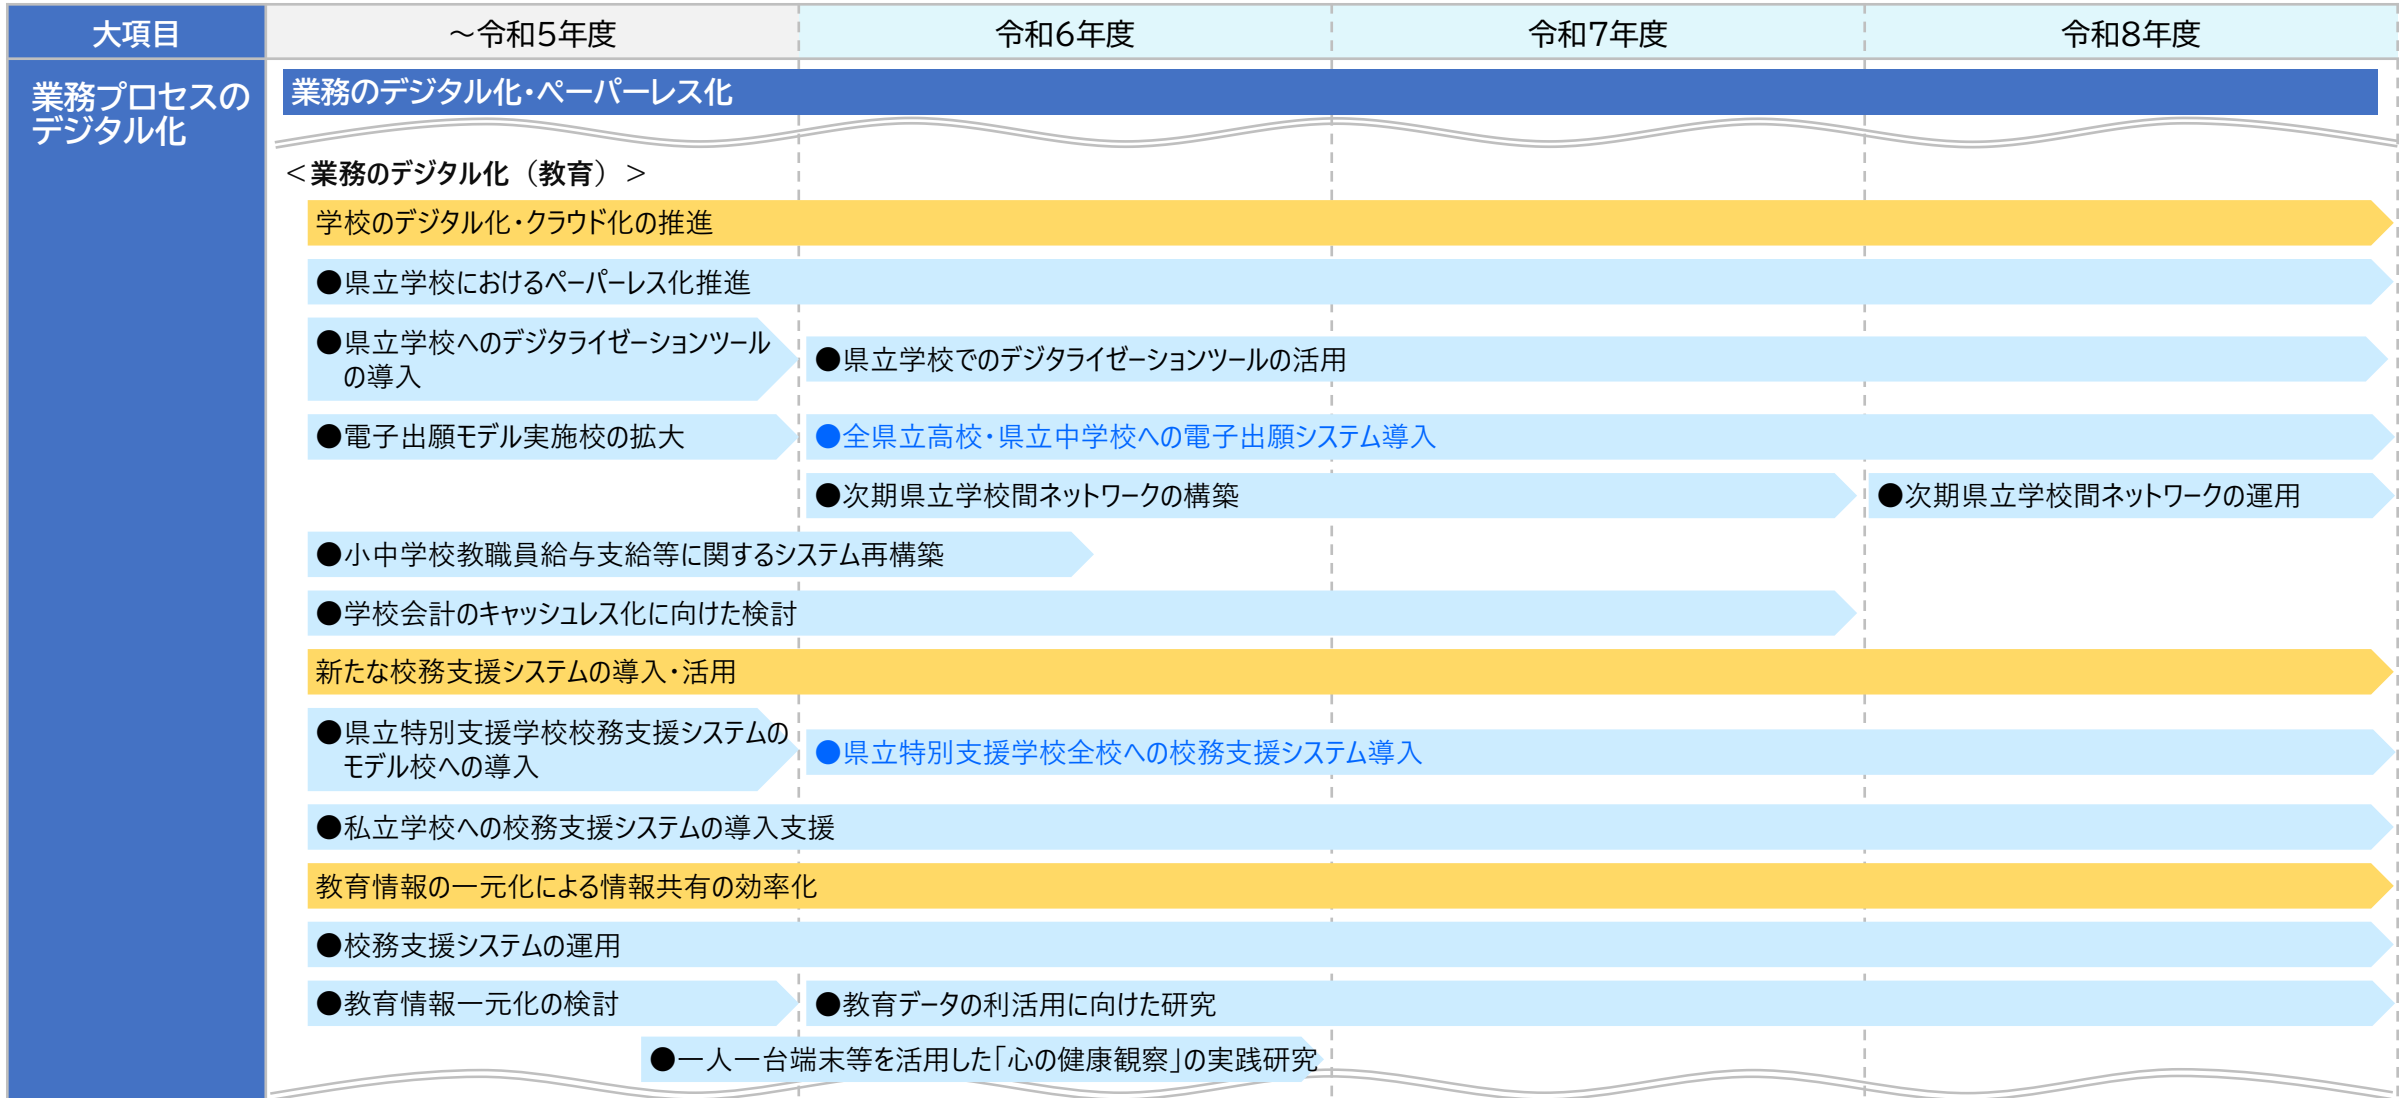 大項目
～令和5年度
令和6年度
令和7年度
令和8年度
業務プロセスの
デジタル化
業務のデジタル化・ペーパーレス化
＜業務のデジタル化（教育）＞
学校のデジタル化・クラウド化の推進
●県立学校におけるペーパーレス化推進
●県立学校へのデジタライゼーションツール
の導入
●県立学校でのデジタライゼーションツールの活用
●電子出願モデル実施校の拡大
●全県立高校・県立中学校への電子出願システム導入
●次期県立学校間ネットワークの構築
●次期県立学校間ネットワークの運用
●小中学校教職員給与支給等に関するシステム再構築
●学校会計のキャッシュレス化に向けた検討
新たな校務支援システムの導入・活用
●県立特別支援学校校務支援システムの
モデル校への導入
●県立特別支援学校全校への校務支援システム導入
●私立学校への校務支援システムの導入支援
教育情報の一元化による情報共有の効率化
●校務支援システムの運用
●教育情報一元化の検討
●教育データの利活用に向けた研究
●一人一台端末等を活用した「心の健康観察」の実践研究